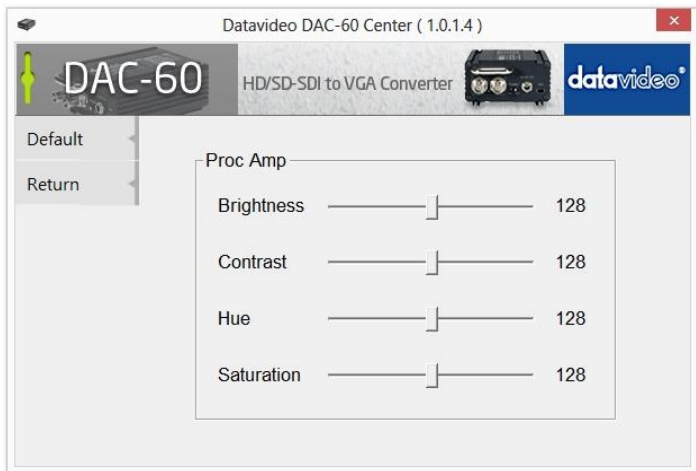 Datavideo DAC-60 Center ( 1.0.1.4 )
DAC-60 HD/SD-SDI to VGA Converter datavideo®
Default
Return
Proc Amp
Brightness 128
Contrast 128
Hue 128
Saturation 128